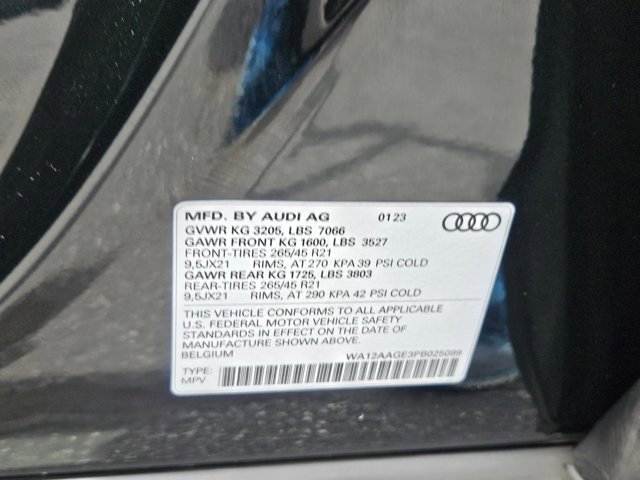 MFD. BY AUDI AG 01 23
GVWR KG 3205, LBS 7066
GAWR FRONT KG 1600, LBS 3527
FRONT-TIRES 265/45 R21
9,5JX21 RIMS, AT 270 KPA 39 PSI COLD
GAWR REAR KG 1725, LBS 3803
REAR-TIRES 265/45 R21
9,5JX21 RIMS, AT 290 KPA 42 PSI COLD
THIS VEHICLE CONFORMS TO ALL APPLICABLE
U.S. FEDERAL MOTOR VEHICLE SAFETY
STANDARDS IN EFFECT ON THE DATE OF
MANUFACTURE SHOWN ABOVE.
BELGIUM WA12AAGE3PB025089
TYPE:
MPV